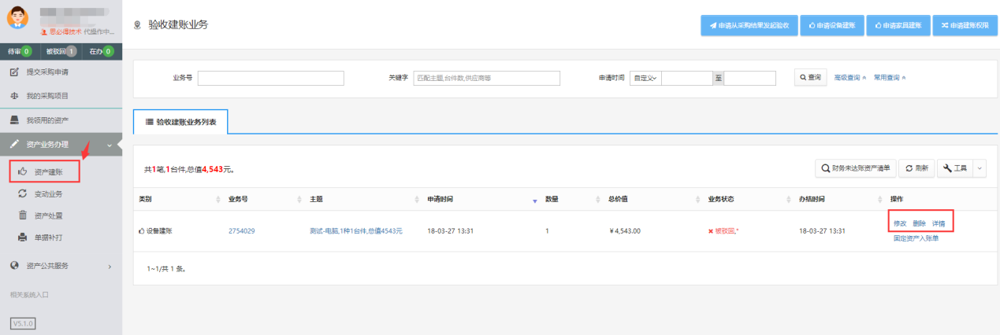 思必得技术 代操作中...
待审 0 被驳回 1 在办 0
提交采购申请
我的采购项目
我领用的资产
资产业务办理
资产建账
变动业务
资产处置
单据补打
资产公共服务
相关系统入口
V5.1.0
验收建账业务
申请从采购结果发起验收 申请设备建账 申请家具建账 申请建账权限
业务号 关键字 匹配主题,台件数,供应商等 申请时间 自定义 至 查询 高级查询 常用查询
验收建账业务列表
共1笔,1台件,总值4,543元。 财务未达账资产清单 刷新 工具
类别 业务号 主题 申请时间 数量 总价值 业务状态 办结时间 操作
设备建账 2754029 测试-电脑,1种1台件,总值4543元 18-03-27 13:31 1 ¥4,543.00 被驳回,* 18-03-27 13:31 修改 删除 详情
固定资产入账单
1~1/共 1 条。